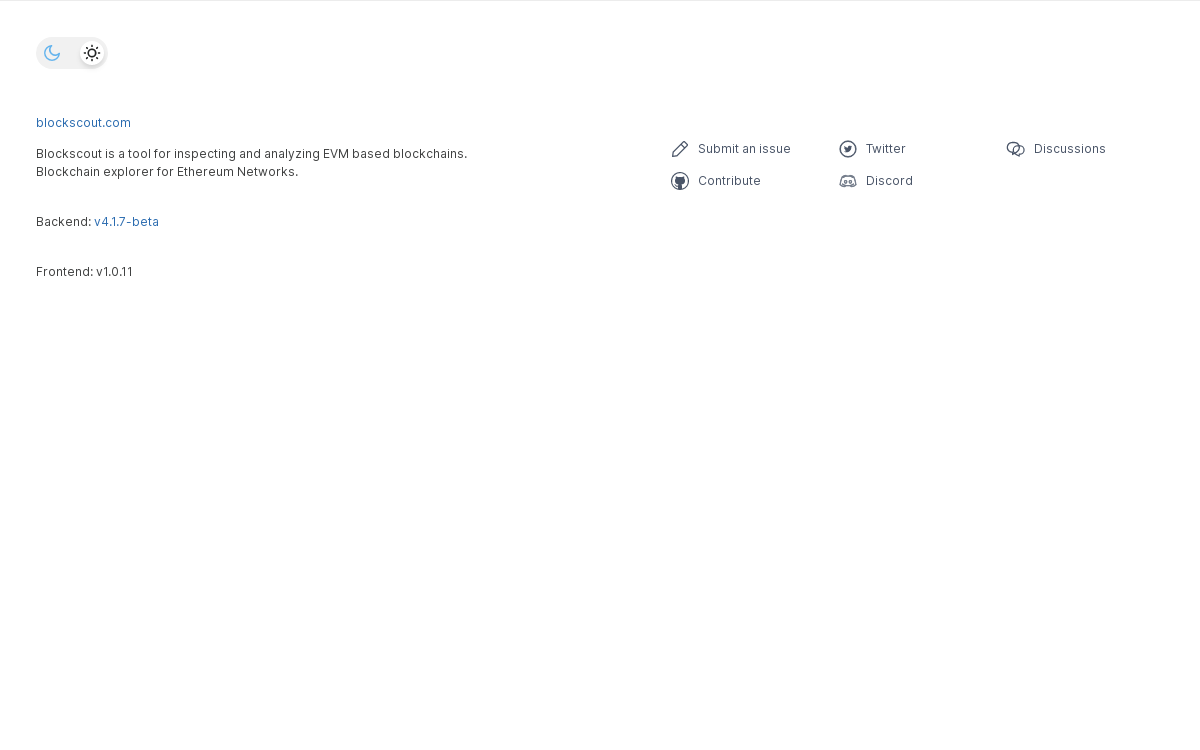 blockscout.com
Blockscout is a tool for inspecting and analyzing EVM based blockchains.
Blockchain explorer for Ethereum Networks.
Backend: v4.1.7-beta
Frontend: v1.0.11
Submit an issue
Twitter
Discussions
Contribute
Discord